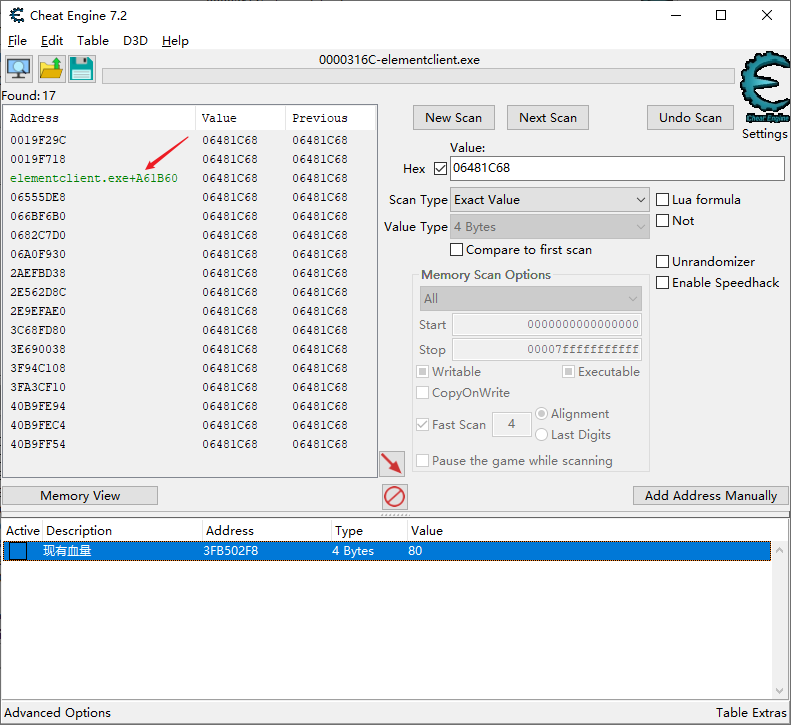 Cheat Engine 7.2
File Edit Table D3D Help
0000316C-elementclient.exe
Found: 17
Address Value Previous
0019F29C 06481C68 06481C68
0019F718 06481C68 06481C68
elementclient.exe+A61B60 06481C68 06481C68
06555DE8 06481C68 06481C68
066BF6B0 06481C68 06481C68
0682C7D0 06481C68 06481C68
06A0F930 06481C68 06481C68
2AEFBD38 06481C68 06481C68
2E562D8C 06481C68 06481C68
2E9EFAE0 06481C68 06481C68
3C68FD80 06481C68 06481C68
3E690038 06481C68 06481C68
3F94C108 06481C68 06481C68
3FA3CF10 06481C68 06481C68
40B9FE94 06481C68 06481C68
40B9FEC4 06481C68 06481C68
40B9FF54 06481C68 06481C68
Memory View
New Scan Next Scan Undo Scan
Cheat Engine
Settings
Value:
Hex 06481C68
Scan Type Exact Value
Value Type 4 Bytes
Compare to first scan
Lua formula
Not
Unrandomizer
Enable Speedhack
Memory Scan Options
All
Start 0000000000000000
Stop 00007fffffffffff
Writable Executable
CopyOnWrite
Fast Scan 4 Alignment
Last Digits
Pause the game while scanning
Add Address Manually
Active Description Address Type Value
现有血量 3FB502F8 4 Bytes 80
Advanced Options Table Extras